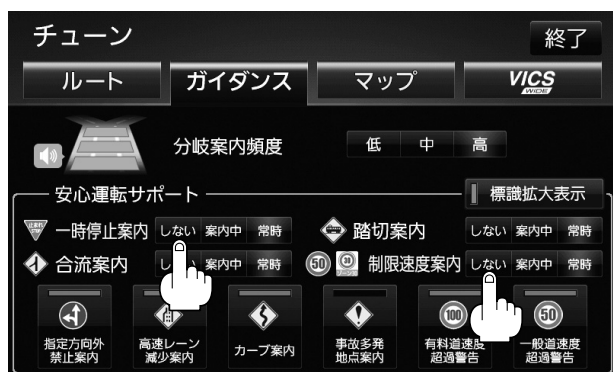 チューン
終了
ルート ガイダンス マップ VICS WIDE
分岐案内頻度 低 中 高
安心運転サポート 標識拡大表示
一時停止案内 しない 案内中 常時 踏切案内 しない 案内中 常時
合流案内 案内中 常時 50 制限速度案内 しない 案内中 常時
100 50
指定方向外 高速レーン カーブ案内 事故多発 有料道速度 一般道速度
禁止案内 減少案内 地点案内 超過警告 超過警告